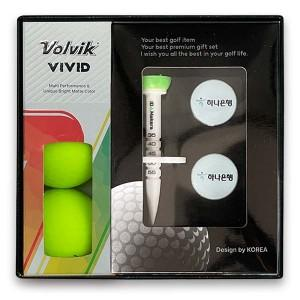 Volvik
VIVID
Multi Performance &
Unique Bright Matte Color
Your best golf item
Your best premium gift set
I wish you all the best in your golf life.
하나은행
하나은행
Design by KOREA